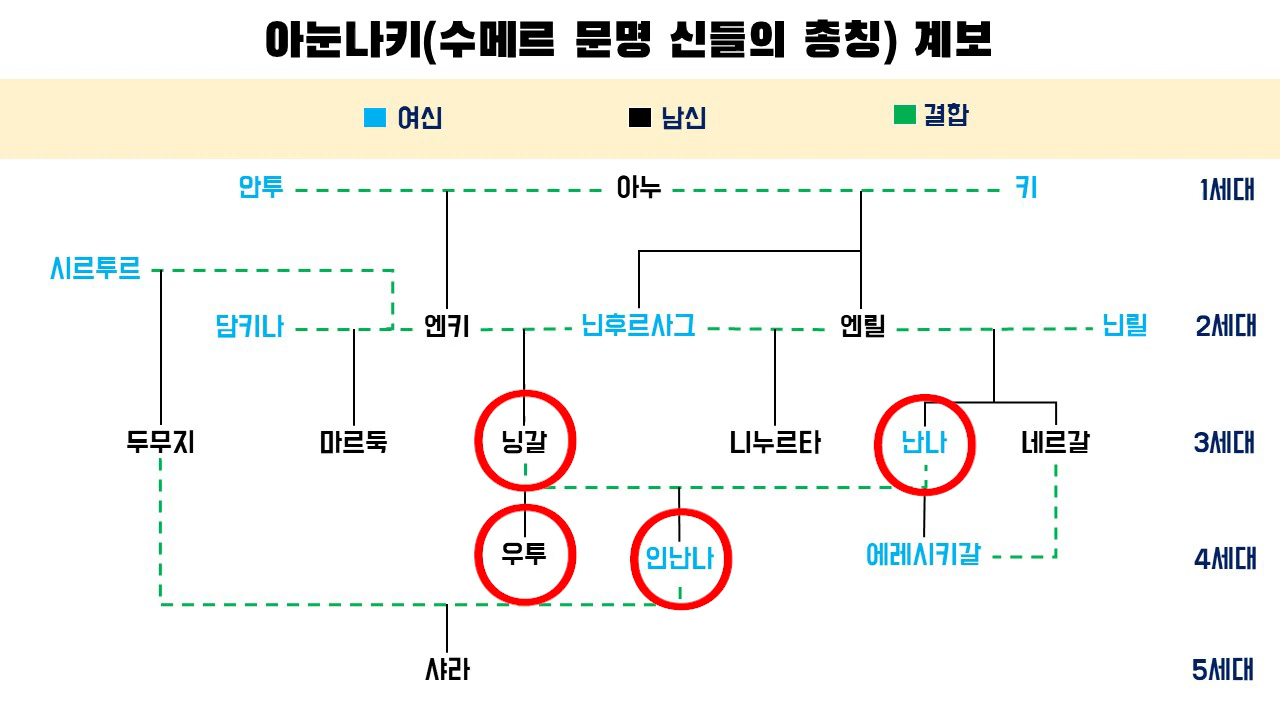 아눈나키(수메르 문명 신들의 총칭) 계보
여신 남신 결합
안투 아누 키 1세대
시르투르
담키나 엔키 닌후르사그 엔릴 닌릴 2세대
두무지 마르둑 닝갈 니누르타 난나 네르갈 3세대
우투 인난나 에레시키갈 4세대
샤라 5세대